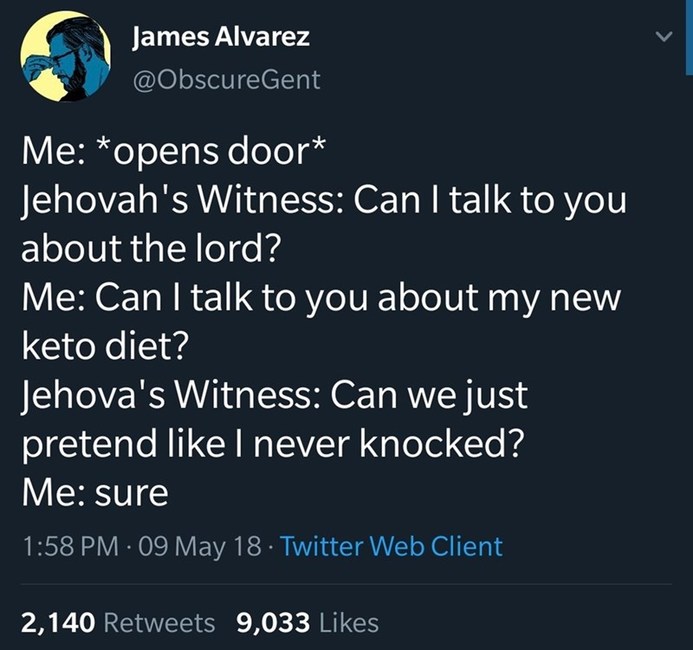 James Alvarez
@ObscureGent
Me: *opens door*
Jehovah's Witness: Can I talk to you
about the lord?
Me: Can I talk to you about my new
keto diet?
Jehova's Witness: Can we just
pretend like I never knocked?
Me: sure
1:58 PM · 09 May 18 · Twitter Web Client
2,140 Retweets 9,033 Likes